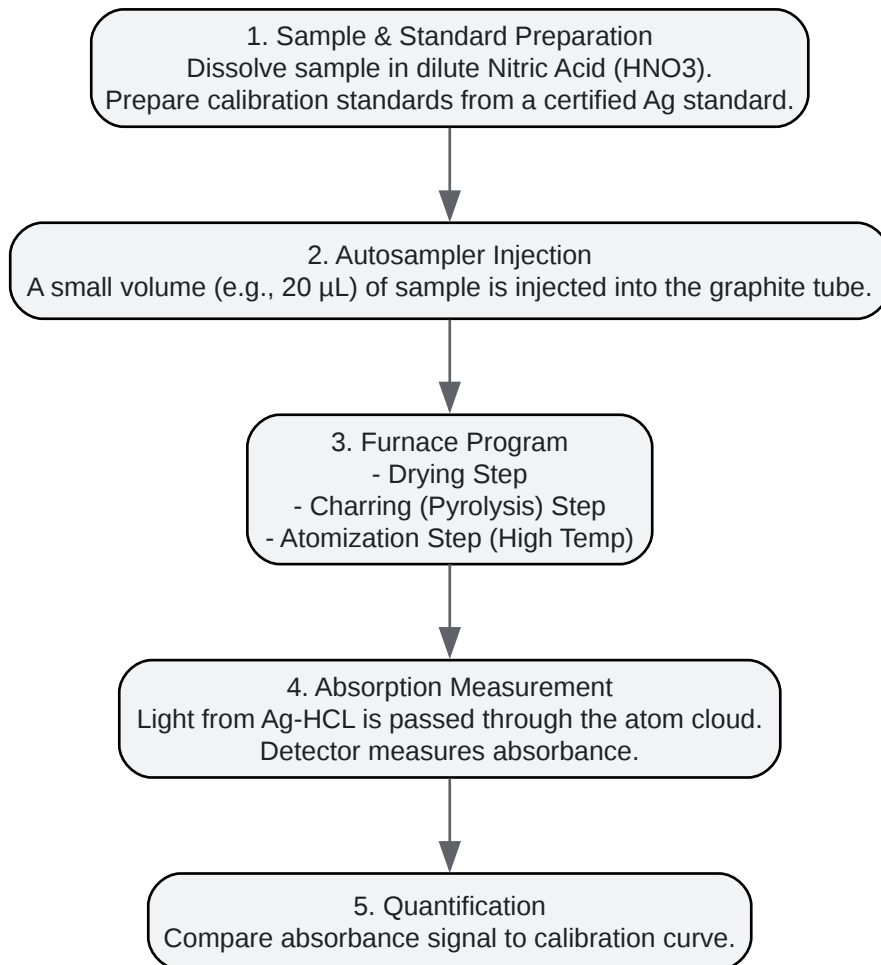 1. Sample & Standard Preparation
Dissolve sample in dilute Nitric Acid (HNO3).
Prepare calibration standards from a certified Ag standard.
2. Autosampler Injection
A small volume (e.g., 20 µL) of sample is injected into the graphite tube.
3. Furnace Program
- Drying Step
- Charring (Pyrolysis) Step
- Atomization Step (High Temp)
4. Absorption Measurement
Light from Ag-HCL is passed through the atom cloud.
Detector measures absorbance.
5. Quantification
Compare absorbance signal to calibration curve.